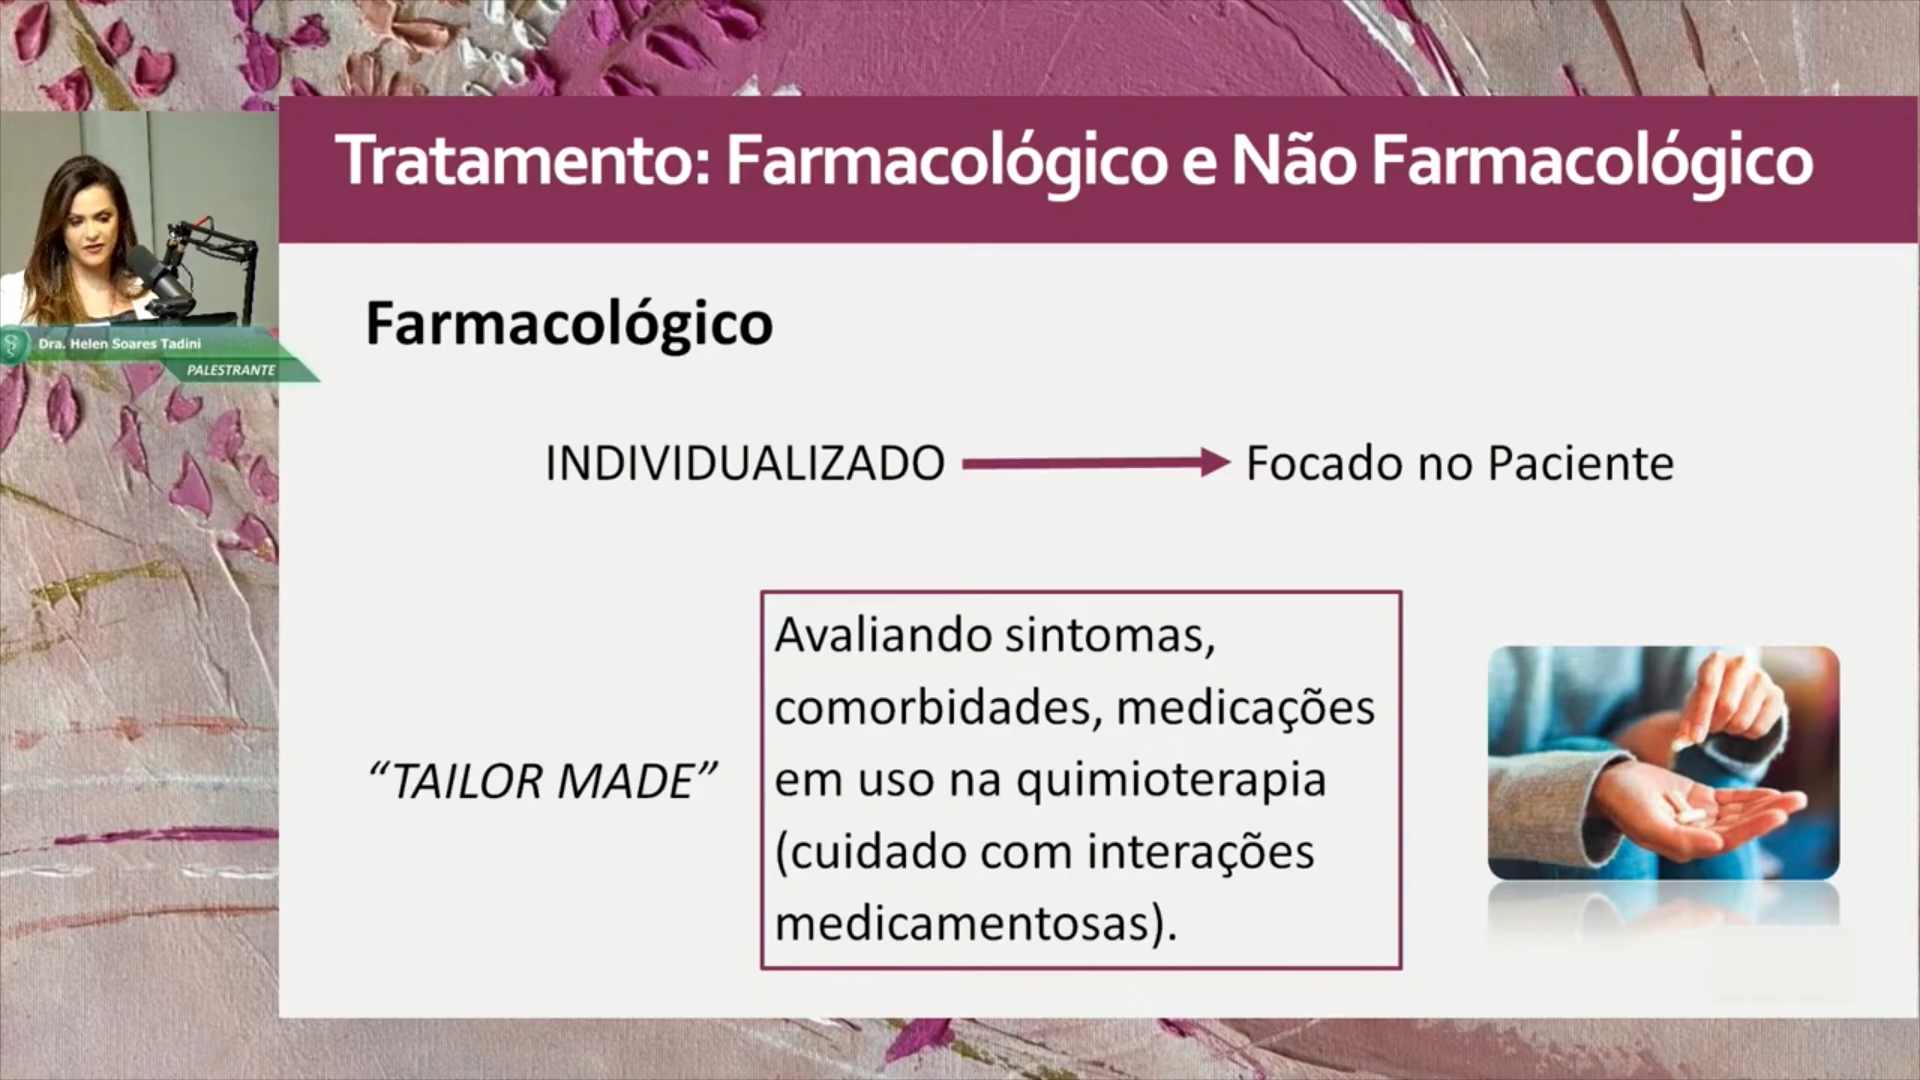 Tratamento: Farmacológico e Não Farmacológico
Dra. Helen Soares Tadini
PALESTRANTE
Farmacológico
INDIVIDUALIZADO Focado no Paciente
“TAILOR MADE”
Avaliando sintomas,
comorbidades, medicações
em uso na quimioterapia
(cuidado com interações
medicamentosas).